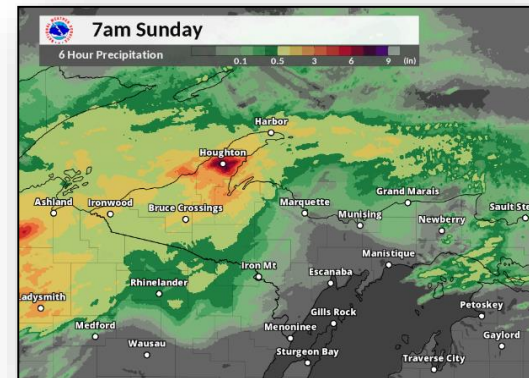 7am Sunday
6 Hour Precipitation
0.1 0.5 3 6 9 (in)
Harbor
Houghton
Grand Marais
Ashland Ironwood
Bruce Crossings
Marquette
Munising
Newberry
Sault Ste
Manistique
Iron Mt
Escanaba
Rhinelander
Ladysmith
Petoskey
Gills Rock
Medford
Menoninee
Gaylord
Wausau
Sturgeon Bay
Traverse City